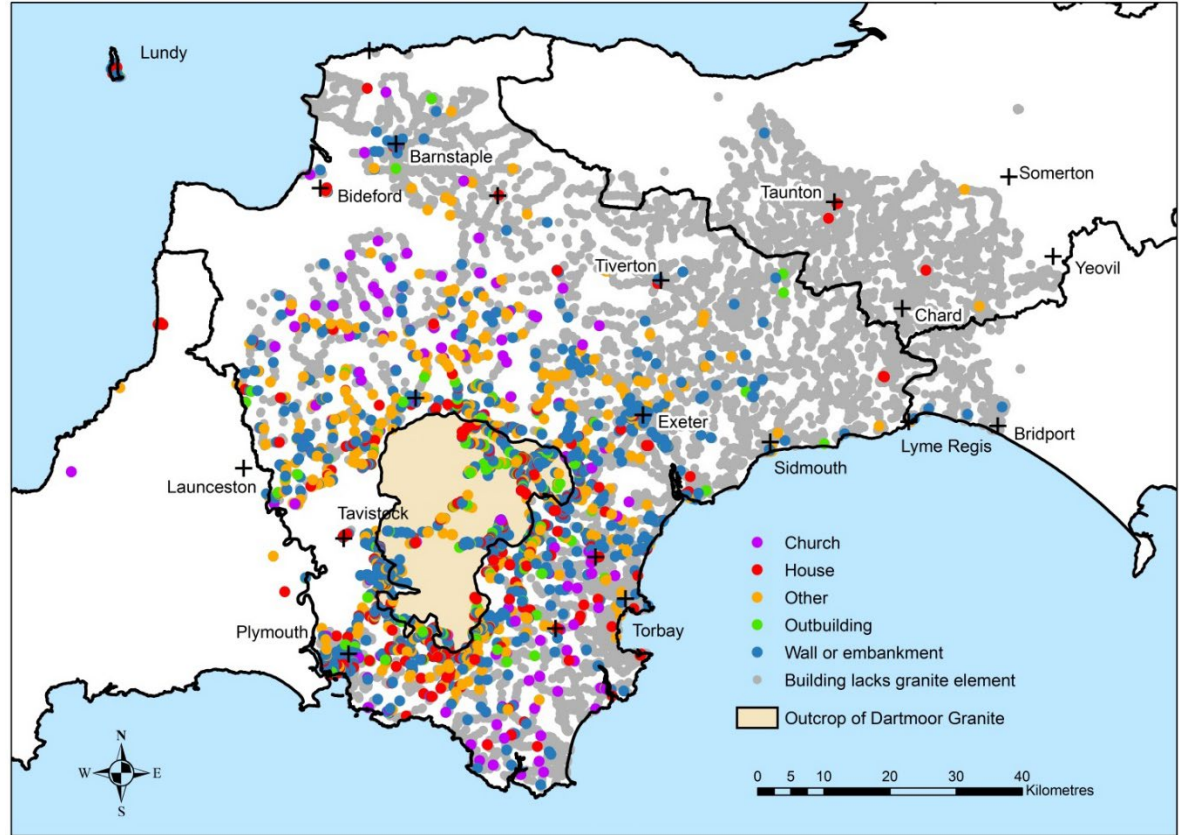 Lundy
Barnstaple
Bideford
Taunton
Somerton
Tiverton
Yeovil
Chard
Exeter
Lyme Regis
Bridport
Sidmouth
Launceston
Tavistock
Plymouth
Torbay
Church
House
Other
Outbuilding
Wall or embankment
Building lacks granite element
Outcrop of Dartmoor Granite
N
W E
S
0 5 10 20 30 40
Kilometres